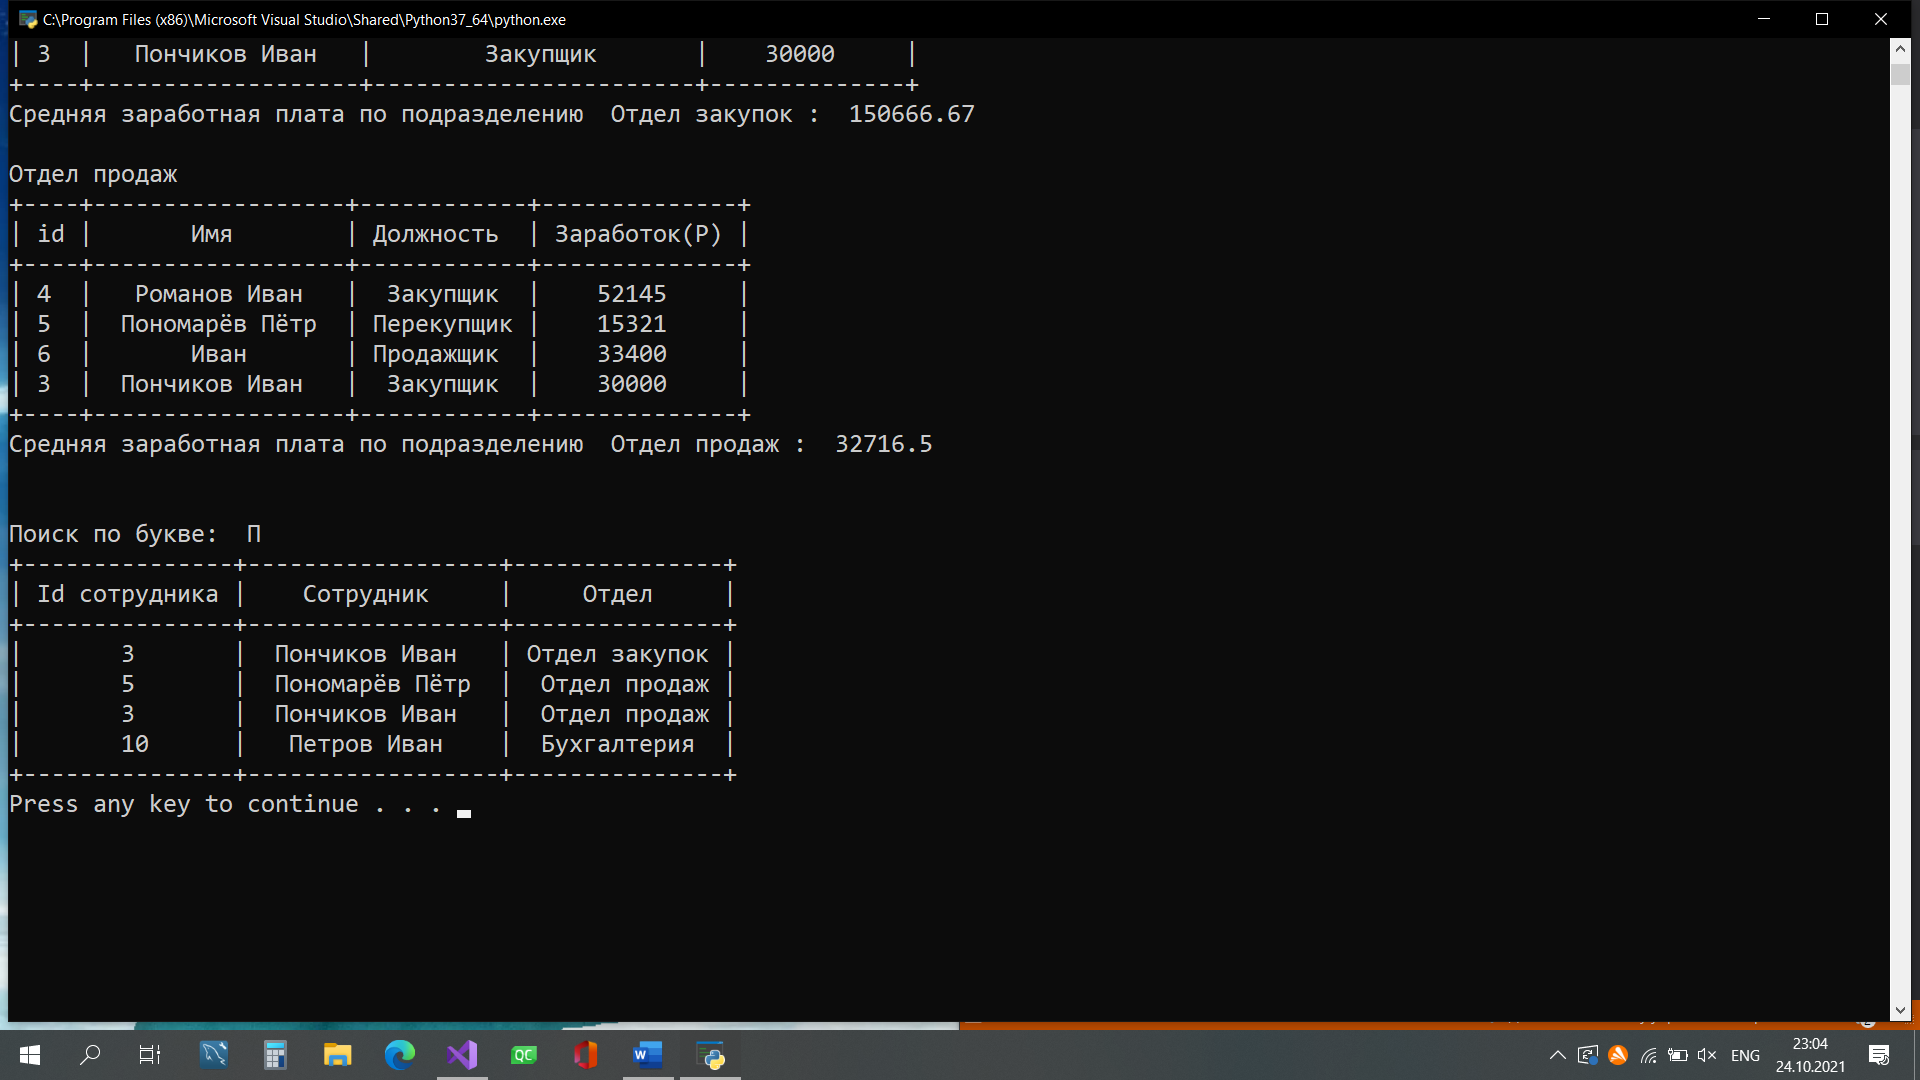 C:\Program Files (x86)\Microsoft Visual Studio\Shared\Python37_64\python.exe
| 3 | Пончиков Иван | Закупщик | 30000 |
+----+-------------------+-----------------------+--------------+
Средняя заработная плата по подразделению Отдел закупок : 150666.67
Отдел продаж
+----+------------------+------------+--------------+
| id | Имя | Должность | Заработок(Р) |
+----+------------------+------------+--------------+
| 4 | Романов Иван | Закупщик | 52145 |
| 5 | Пономарёв Пётр | Перекупщик | 15321 |
| 6 | Иван | Продажщик | 33400 |
| 3 | Пончиков Иван | Закупщик | 30000 |
+----+------------------+------------+--------------+
Средняя заработная плата по подразделению Отдел продаж : 32716.5
Поиск по букве: П
+---------------+------------------+---------------+
| Id сотрудника | Сотрудник | Отдел |
+---------------+------------------+---------------+
| 3 | Пончиков Иван | Отдел закупок |
| 5 | Пономарёв Пётр | Отдел продаж |
| 3 | Пончиков Иван | Отдел продаж |
| 10 | Петров Иван | Бухгалтерия |
+---------------+------------------+---------------+
Press any key to continue . . .
QC
W
ENG
23:04
24.10.2021